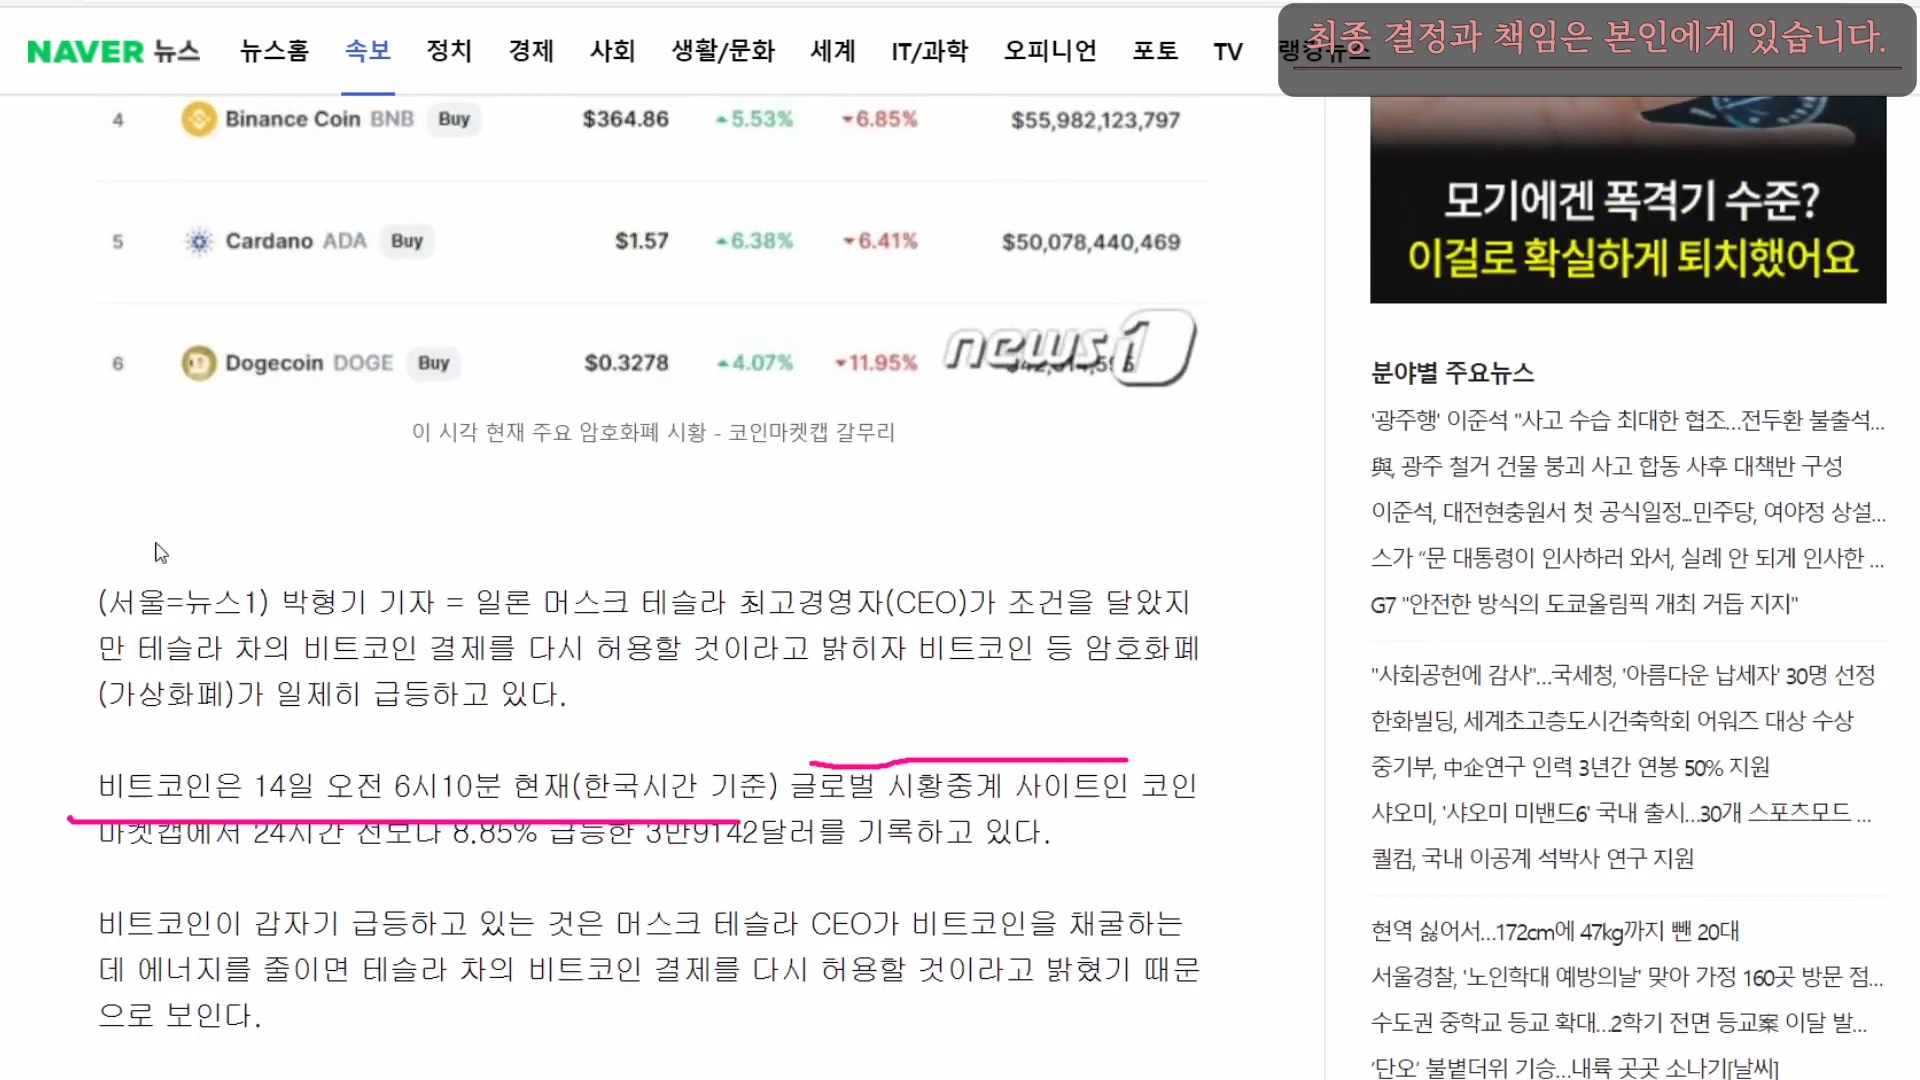 NAVER 뉴스 뉴스홈 속보 정치 경제 사회 생활/문화 세계 IT/과학 오피니언 포토 TV 랭킹뉴스
최종 결정과 책임은 본인에게 있습니다.
4 Binance Coin BNB Buy $364.86 5.53% 6.85% $55,982,123,797
5 Cardano ADA Buy $1.57 6.38% 6.41% $50,078,440,469
6 Dogecoin DOGE Buy $0.3278 4.07% 11.95%
news1
이 시각 현재 주요 암호화폐 시황 - 코인마켓캡 갈무리
(서울=뉴스1) 박형기 기자 = 일론 머스크 테슬라 최고경영자(CEO)가 조건을 달았지
만 테슬라 차의 비트코인 결제를 다시 허용할 것이라고 밝히자 비트코인 등 암호화폐
(가상화폐)가 일제히 급등하고 있다.
비트코인은 14일 오전 6시10분 현재(한국시간 기준) 글로벌 시황중계 사이트인 코인
마켓캡에서 24시간 전보다 8.85% 급등한 3만9142달러를 기록하고 있다.
비트코인이 갑자기 급등하고 있는 것은 머스크 테슬라 CEO가 비트코인을 채굴하는
데 에너지를 줄이면 테슬라 차의 비트코인 결제를 다시 허용할 것이라고 밝혔기 때문
으로 보인다.
모기에겐 폭격기 수준?
이걸로 확실하게 퇴치했어요
분야별 주요뉴스
'광주행' 이준석 "사고 수습 최대한 협조...전두환 불출석...
與, 광주 철거 건물 붕괴 사고 합동 사후 대책반 구성
이준석, 대전현충원서 첫 공식일정...민주당, 여야정 상설...
스가 “문 대통령이 인사하러 와서, 실례 안 되게 인사한 ...
G7 "안전한 방식의 도쿄올림픽 개최 거듭 지지"
"사회공헌에 감사"...국세청, '아름다운 납세자' 30명 선정
한화빌딩, 세계초고층도시건축학회 어워즈 대상 수상
중기부, 中企연구 인력 3년간 연봉 50% 지원
샤오미, '샤오미 미밴드6' 국내 출시...30개 스포츠모드 ...
퀄컴, 국내 이공계 석박사 연구 지원
현역 싫어서...172cm에 47kg까지 뺀 20대
서울경찰, '노인학대 예방의날' 맞아 가정 160곳 방문 점...
수도권 중학교 등교 확대...2학기 전면 등교案 이달 발...
'단오' 불볕더위 기승...내륙 곳곳 소나기[날씨]